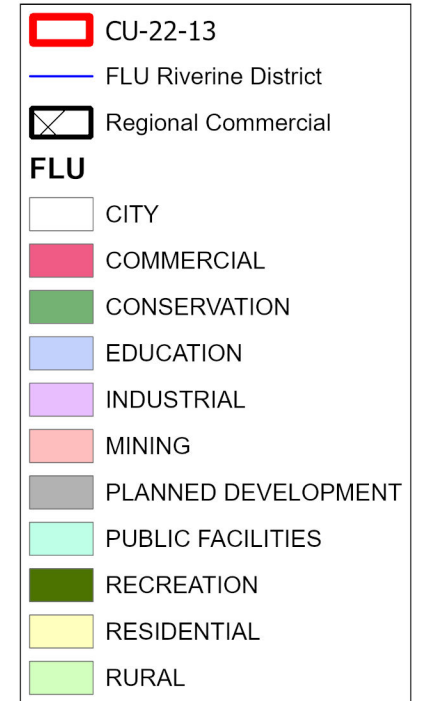 CU-22-13
FLU Riverine District
Regional Commercial
FLU
CITY
COMMERCIAL
CONSERVATION
EDUCATION
INDUSTRIAL
MINING
PLANNED DEVELOPMENT
PUBLIC FACILITIES
RECREATION
RESIDENTIAL
RURAL